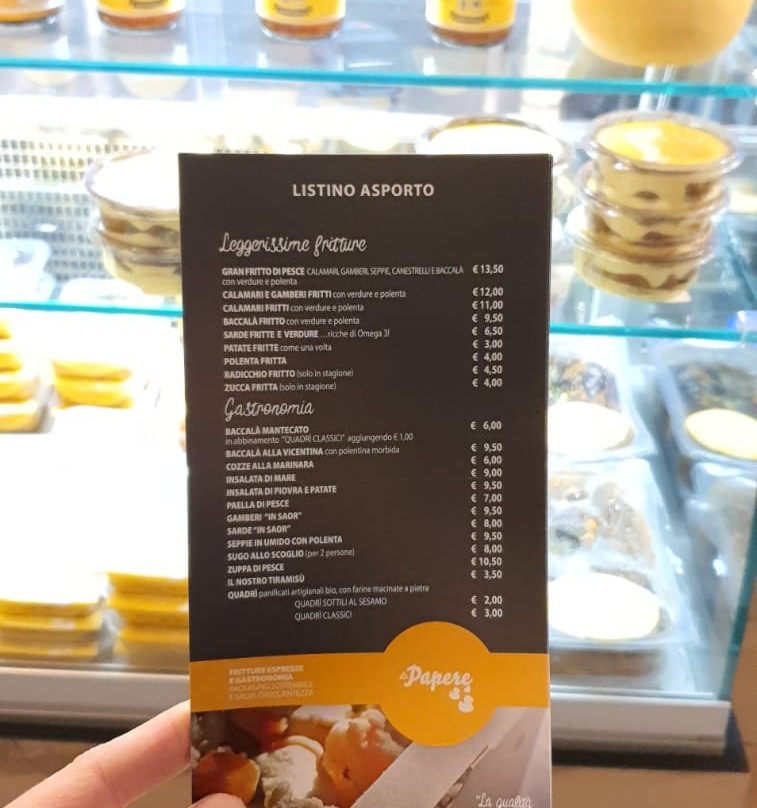 LISTINO ASPORTO
Leggerissime fritture
GRAN FRITTO DI PESCE CALAMARI, GAMBERI, SEPPIE, CANESTRELLI E BACCALÀ € 13,50
con verdure e polenta
CALAMARI E GAMBERI FRITTI con verdure e polenta € 12,00
CALAMARI FRITTI con verdure e polenta € 11,00
BACCALÀ FRITTO con verdure e polenta € 9,50
SARDE FRITTE E VERDURE ...ricche di Omega 3! € 6,50
PATATE FRITTE come una volta € 3,00
POLENTA FRITTA € 4,00
RADICCHIO FRITTO (solo in stagione) € 4,50
ZUCCA FRITTA (solo in stagione) € 4,00
Gastronomia
BACCALÀ MANTECATO € 6,00
in abbinamento "QUADRÌ CLASSICI" aggiungendo € 1,00
BACCALÀ ALLA VICENTINA con polentina morbida € 9,50
COZZE ALLA MARINARA € 6,00
INSALATA DI MARE € 9,00
INSALATA DI PIOVRA E PATATE € 9,50
PAELLA DI PESCE € 7,00
GAMBERI "IN SAOR" € 9,50
SARDE "IN SAOR" € 8,00
SEPPIE IN UMIDO CON POLENTA € 9,50
SUGO ALLO SCOGLIO (per 2 persone) € 8,00
ZUPPA DI PESCE € 10,50
IL NOSTRO TIRAMISÙ € 3,50
QUADRÌ panificati artigianali bio, con farine macinate a pietra
QUADRÌ SOTTILI AL SESAMO € 2,00
QUADRÌ CLASSICI € 3,00
FRITTURE ESPRESSE
E GASTRONOMIA
PACKAGING SOSTENIBILE
E SALVA CROCCANTEZZA
Papere
"La qualità